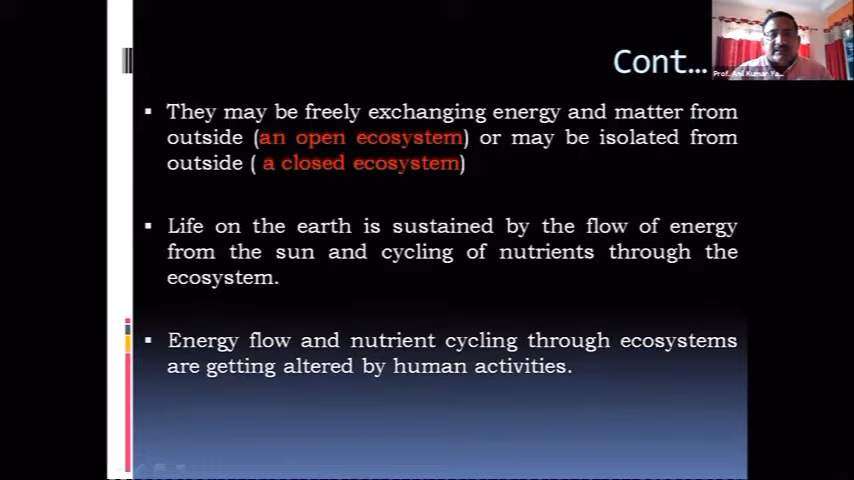 Cont...
Prof. Anil Kumar Ya...
▪ They may be freely exchanging energy and matter from
outside (an open ecosystem) or may be isolated from
outside ( a closed ecosystem)
▪ Life on the earth is sustained by the flow of energy
from the sun and cycling of nutrients through the
ecosystem.
▪ Energy flow and nutrient cycling through ecosystems
are getting altered by human activities.